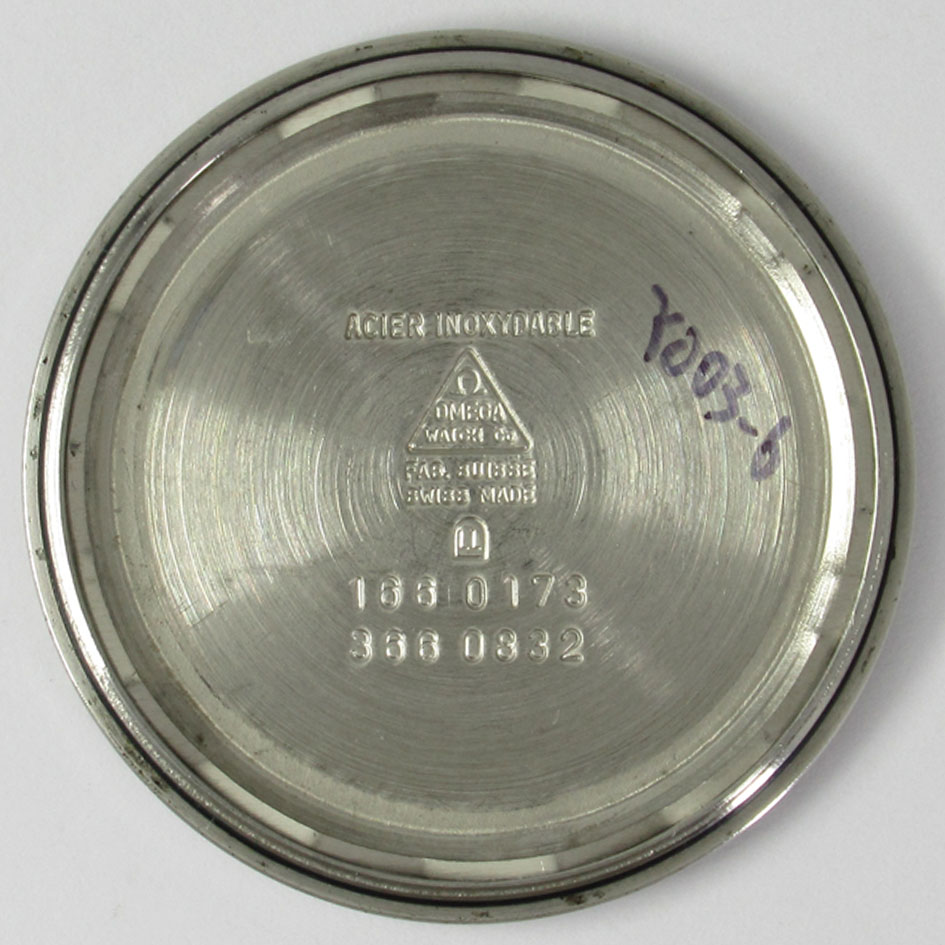 ACIER INOXYDABLE
Ω
OMEGA
WATCH Co
FAB. SUISSE
SWISS MADE
166 0173
366 0832
Y003-6